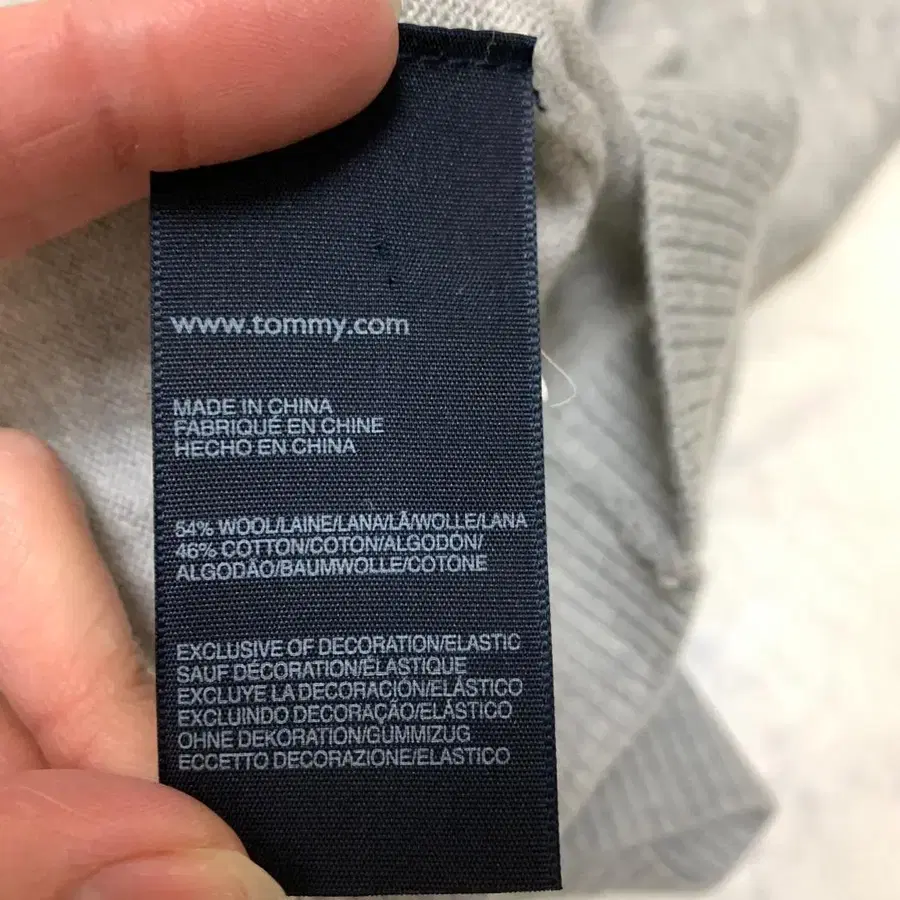 www.tommy.com
MADE IN CHINA
FABRIQUÉ EN CHINE
HECHO EN CHINA
54% WOOL/LAINE/LANA/LÃ/WOLLE/LANA
46% COTTON/COTON/ALGODÓN/
ALGODÃO/BAUMWOLLE/COTONE
EXCLUSIVE OF DECORATION/ELASTIC
SAUF DÉCORATION/ÉLASTIQUE
EXCLUYE LA DECORACIÓN/ELÁSTICO
EXCLUINDO DECORAÇÃO/ELÁSTICO
OHNE DEKORATION/GUMMIZUG
ECCETTO DECORAZIONE/ELASTICO